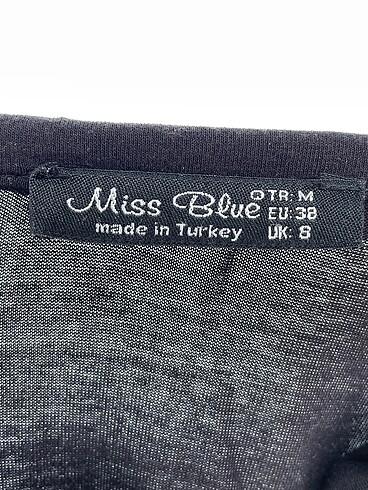 Miss Blue
made in Turkey
TR: M
EU: 38
UK: 8